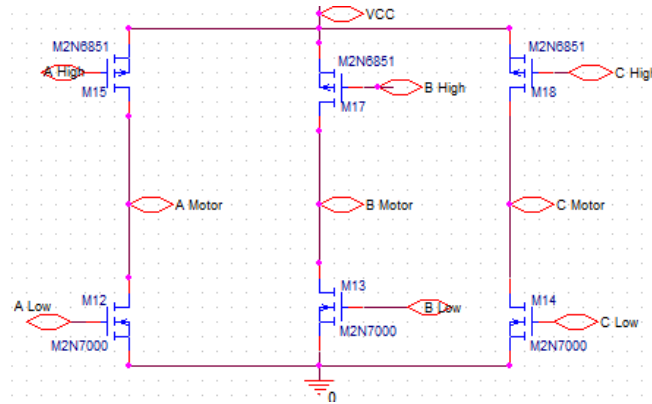 VCC
M2N6851
M2N6851
M2N6851
A High
B High
C High
M15
M17
M18
A Motor
B Motor
C Motor
M12
M13
M14
A Low
B Low
C Low
M2N7000
M2N7000
M2N7000
0